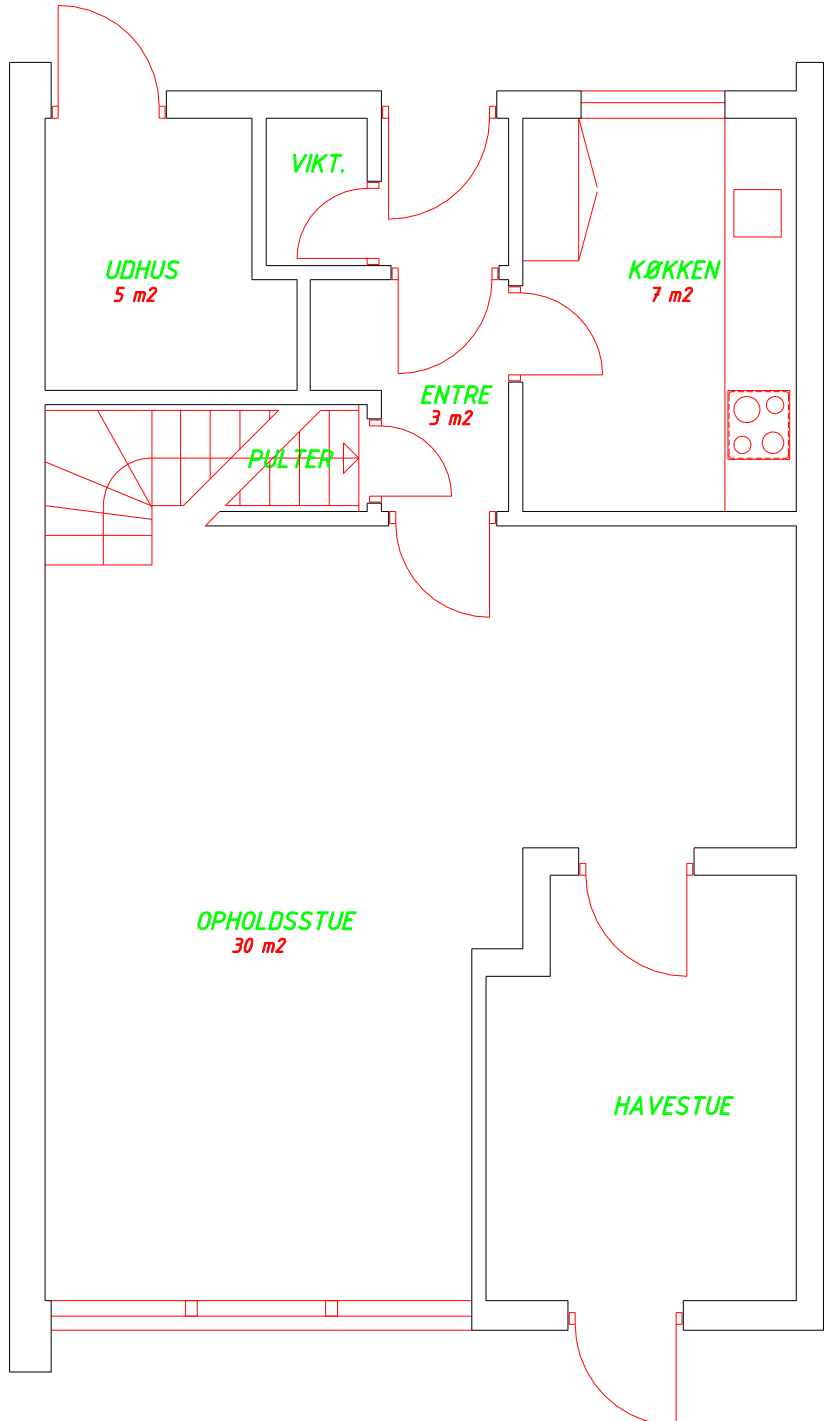 VIKT.
UDHUS
5 m2
KØKKEN
7 m2
ENTRE
3 m2
PULTER
OPHOLDSSTUE
30 m2
HAVESTUE